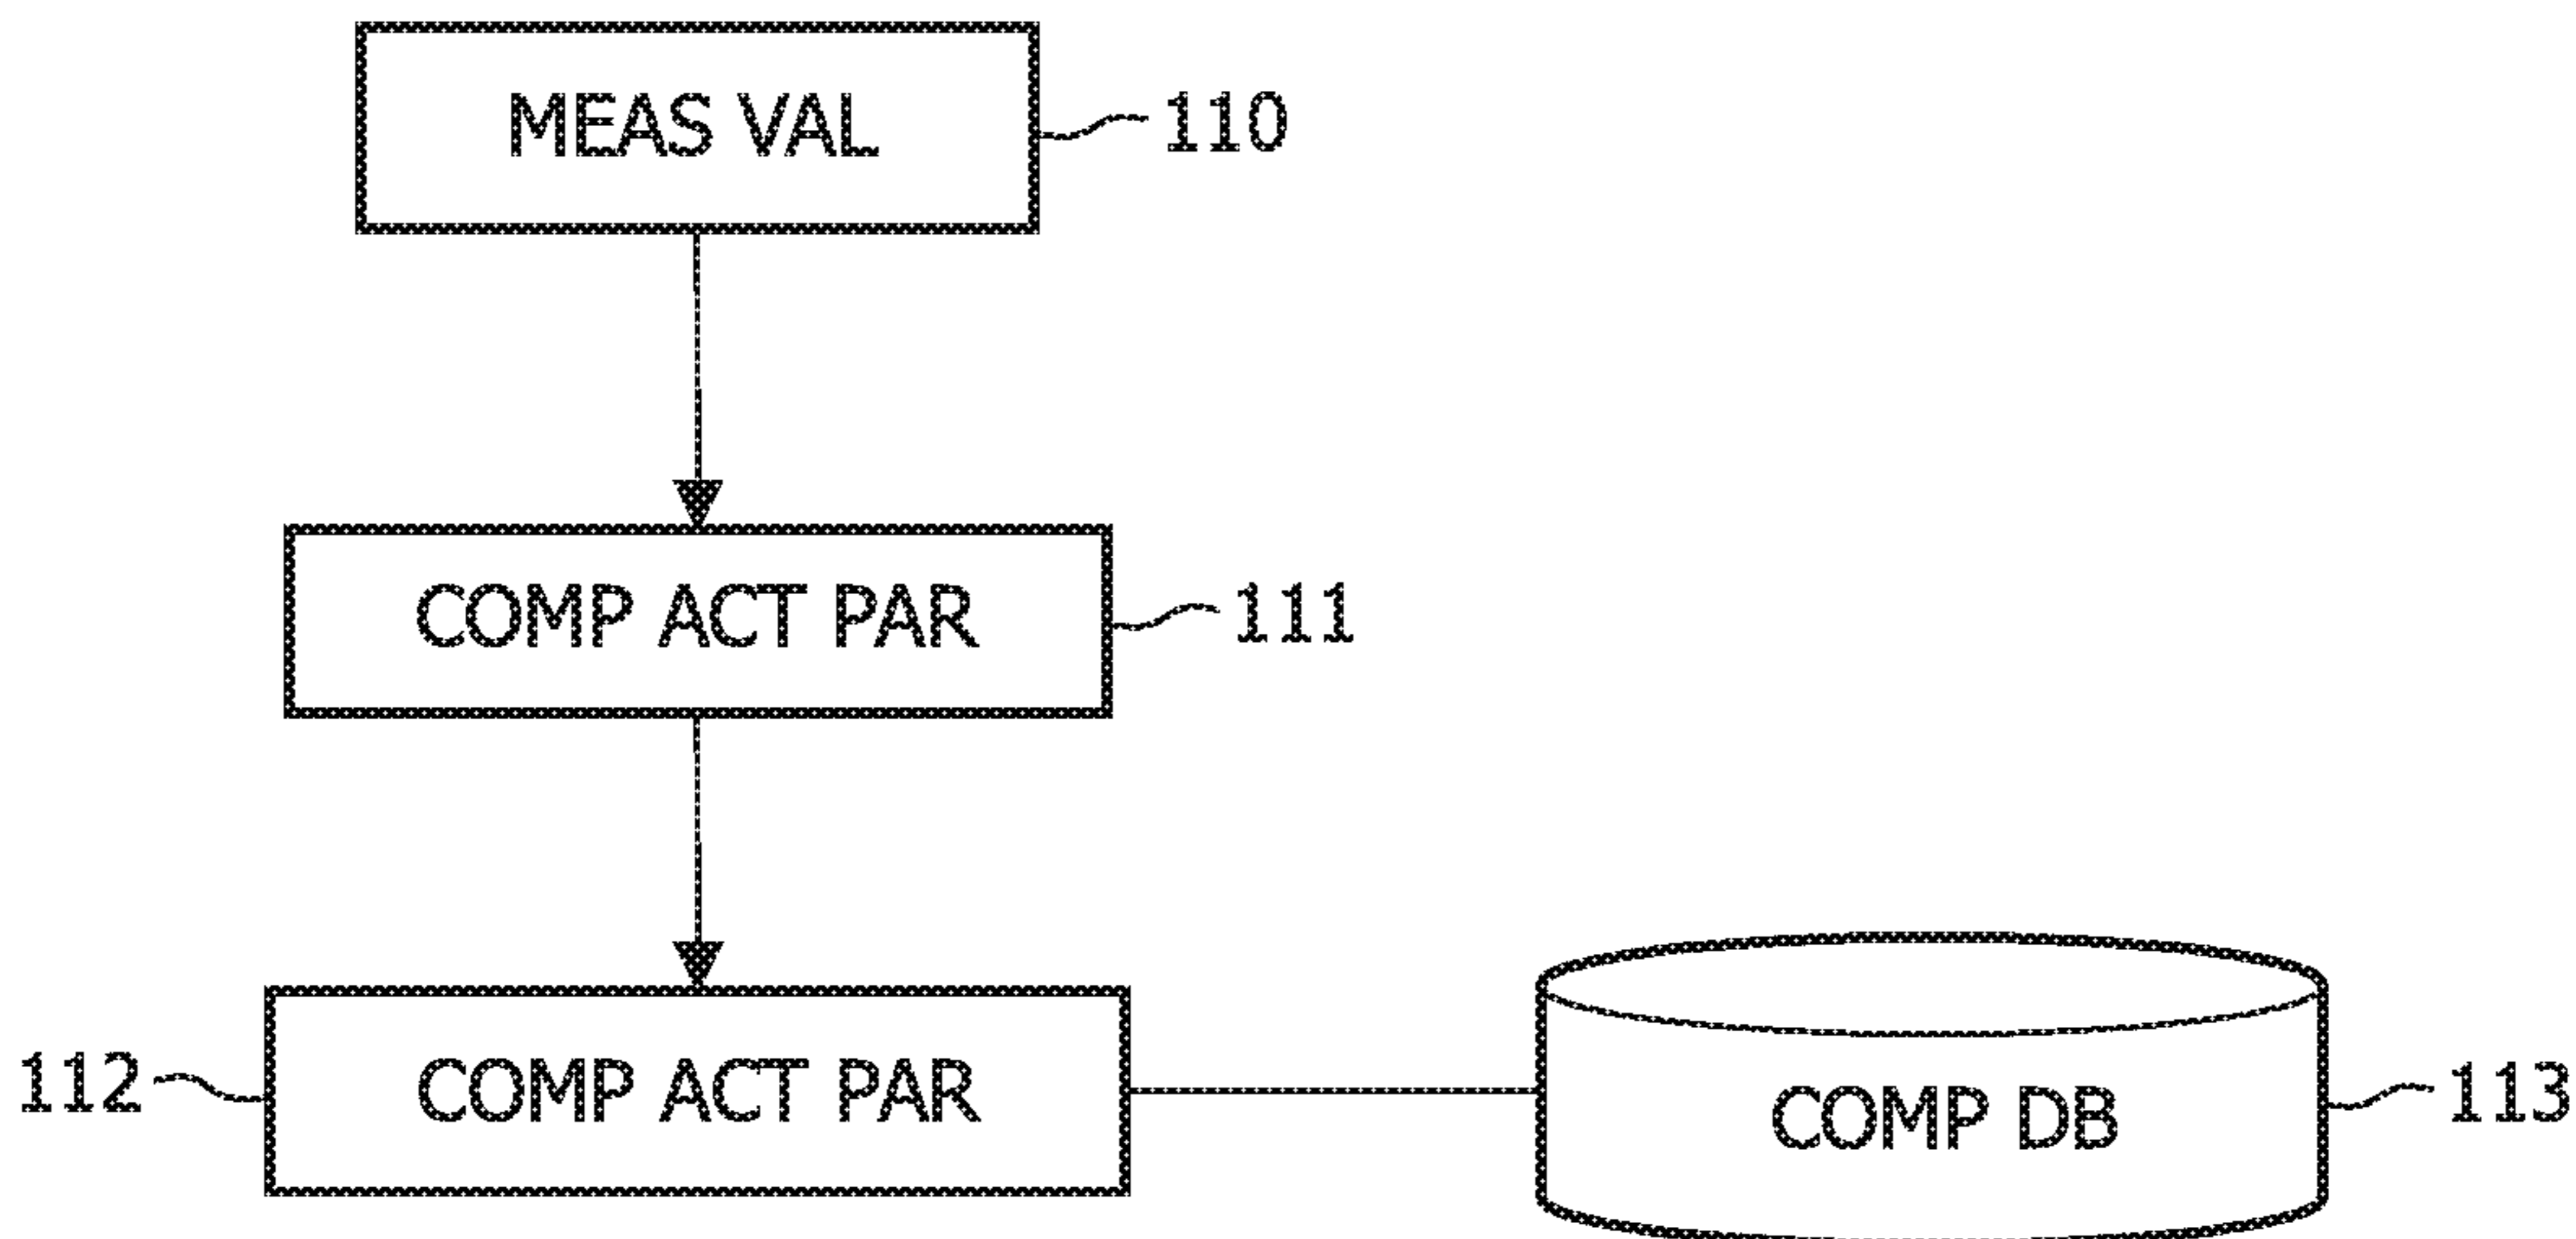 MEAS VAL 110
COMP ACT PAR 111
112 COMP ACT PAR
COMP DB 113